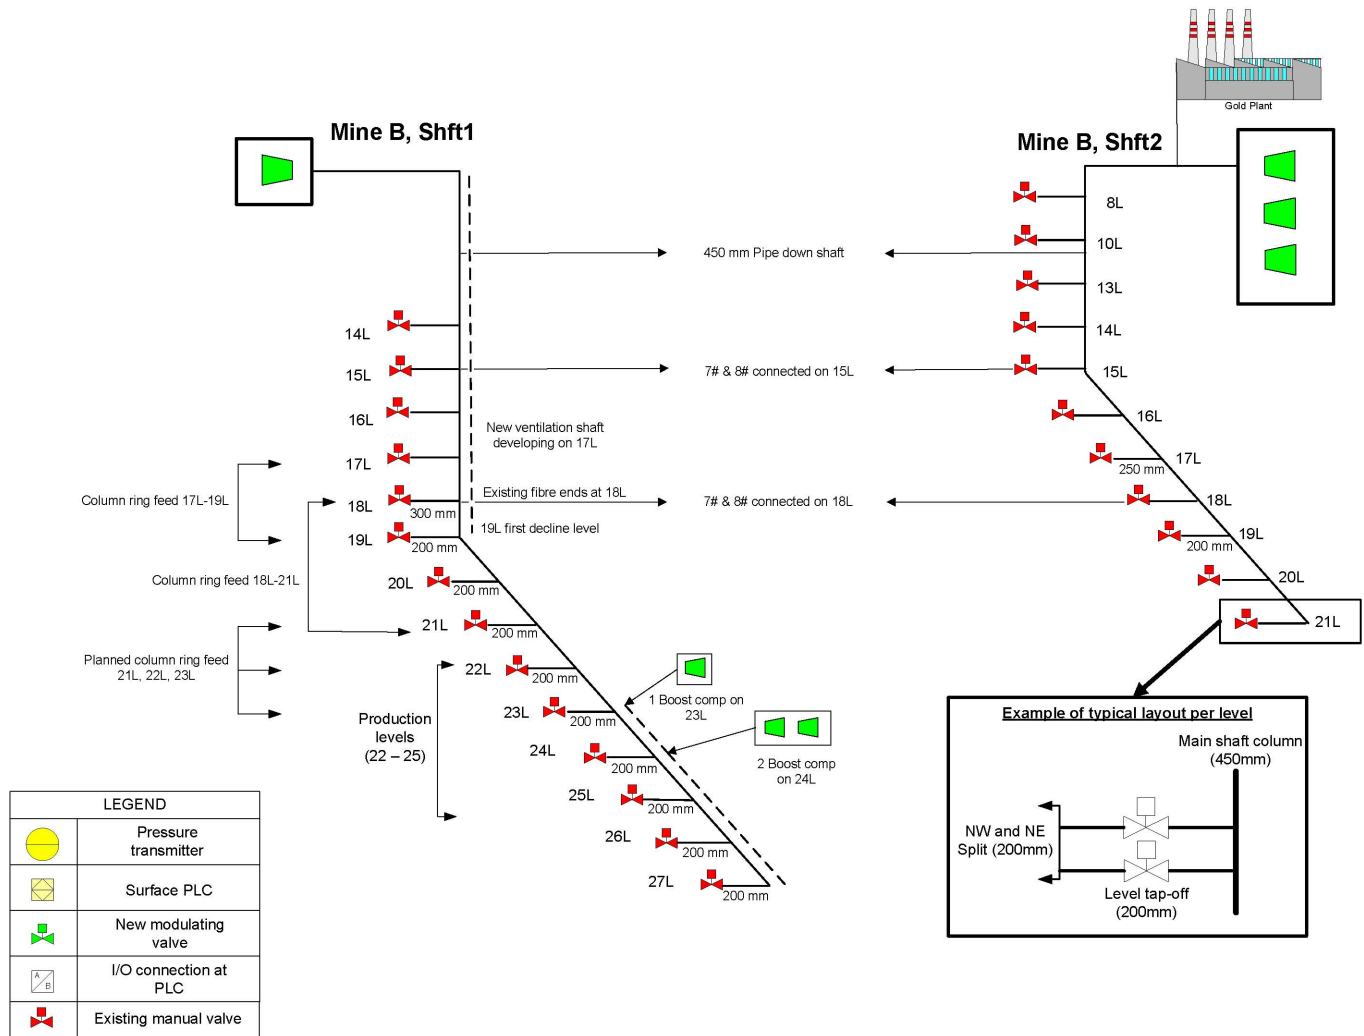 Gold Plant
Mine B, Shft1
Mine B, Shft2
8L
10L
450 mm Pipe down shaft
13L
14L
14L
15L
7# & 8# connected on 15L
15L
16L
16L
New ventilation shaft
developing on 17L
17L
17L
250 mm
Column ring feed 17L-19L
18L
300 mm
Existing fibre ends at 18L
7# & 8# connected on 18L
18L
19L
200 mm
19L first decline level
19L
200 mm
Column ring feed 18L-21L
20L
200 mm
20L
21L
200 mm
21L
Planned column ring feed
21L, 22L, 23L
22L
200 mm
1 Boost comp on
23L
Production
levels
(22 – 25)
23L
200 mm
24L
200 mm
2 Boost comp
on 24L
25L
200 mm
26L
200 mm
27L
200 mm
Example of typical layout per level
Main shaft column
(450mm)
NW and NE
Split (200mm)
Level tap-off
(200mm)
LEGEND
Pressure
transmitter
Surface PLC
New modulating
valve
A
B
I/O connection at
PLC
Existing manual valve